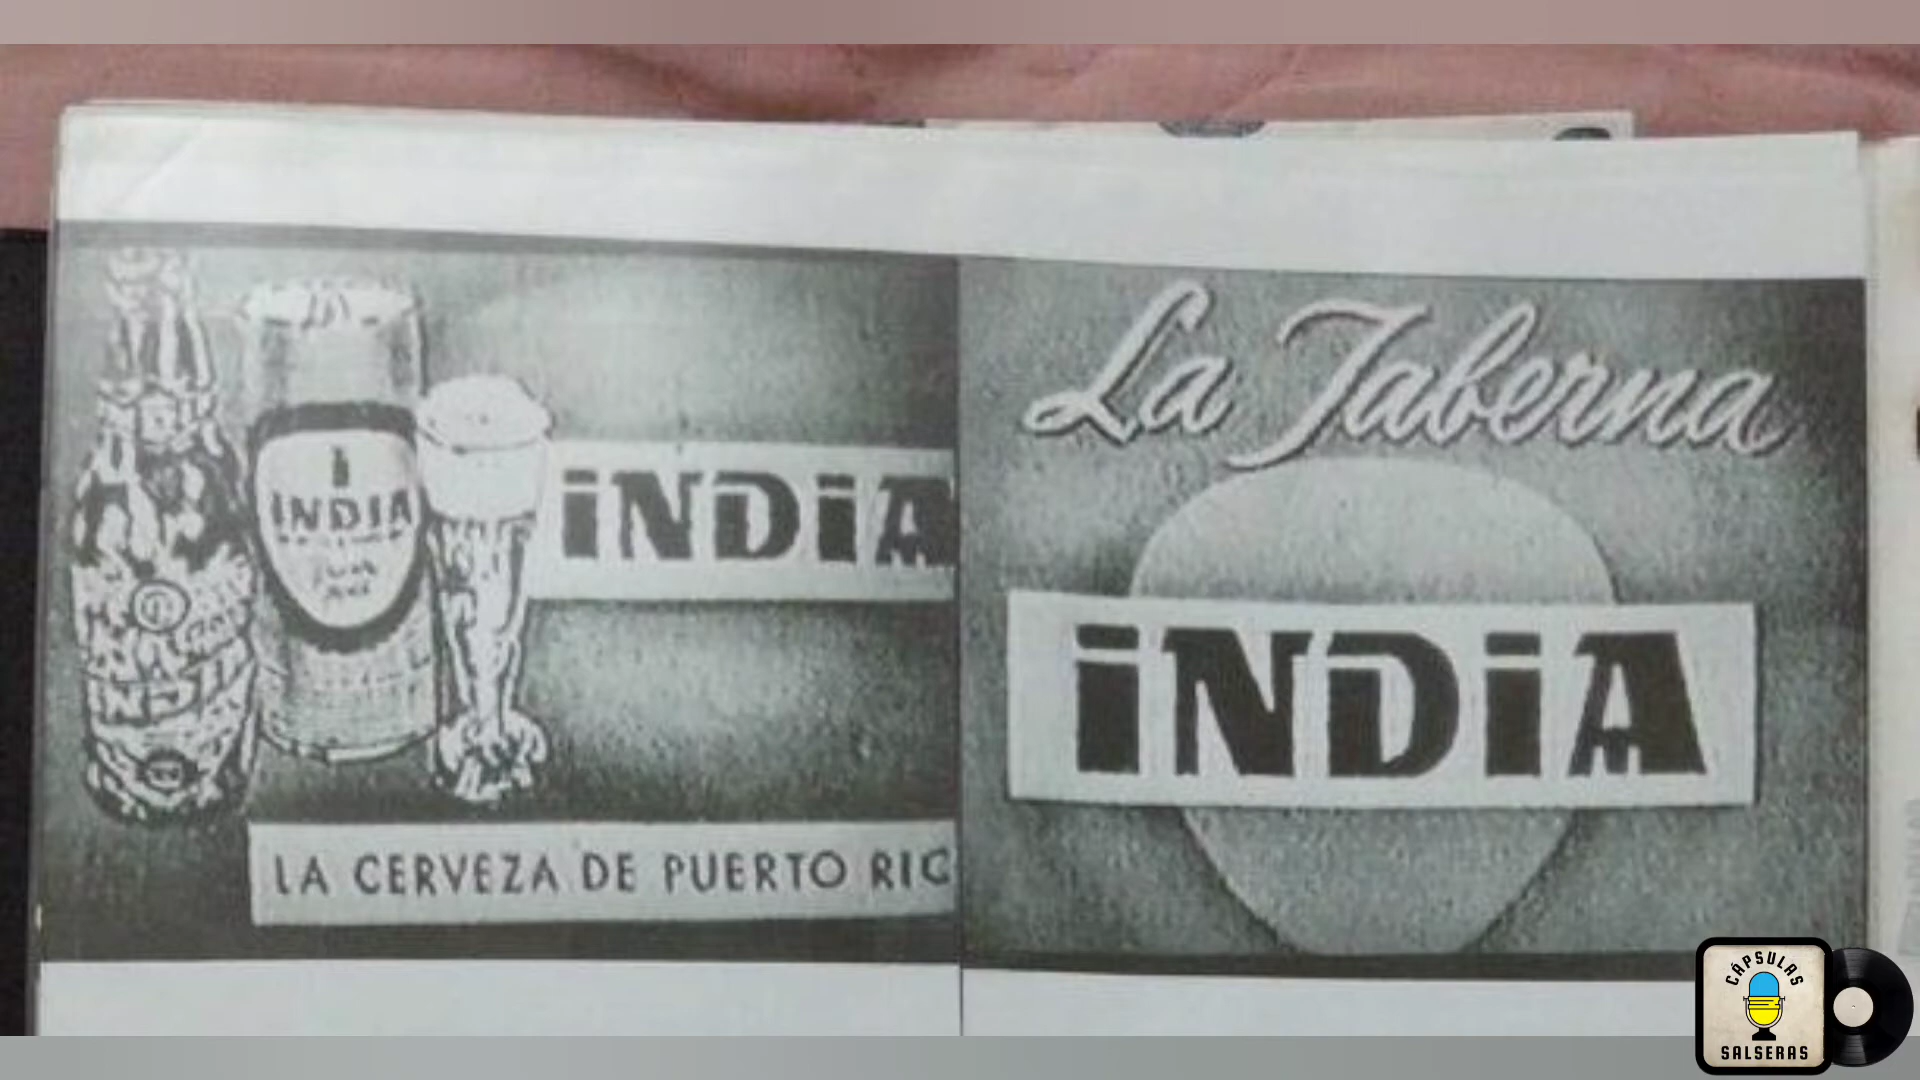 INDIA
INDIA
LA CERVEZA DE PUERTO RIC
La Taberna
INDIA
CÁPSULAS
SALSERAS